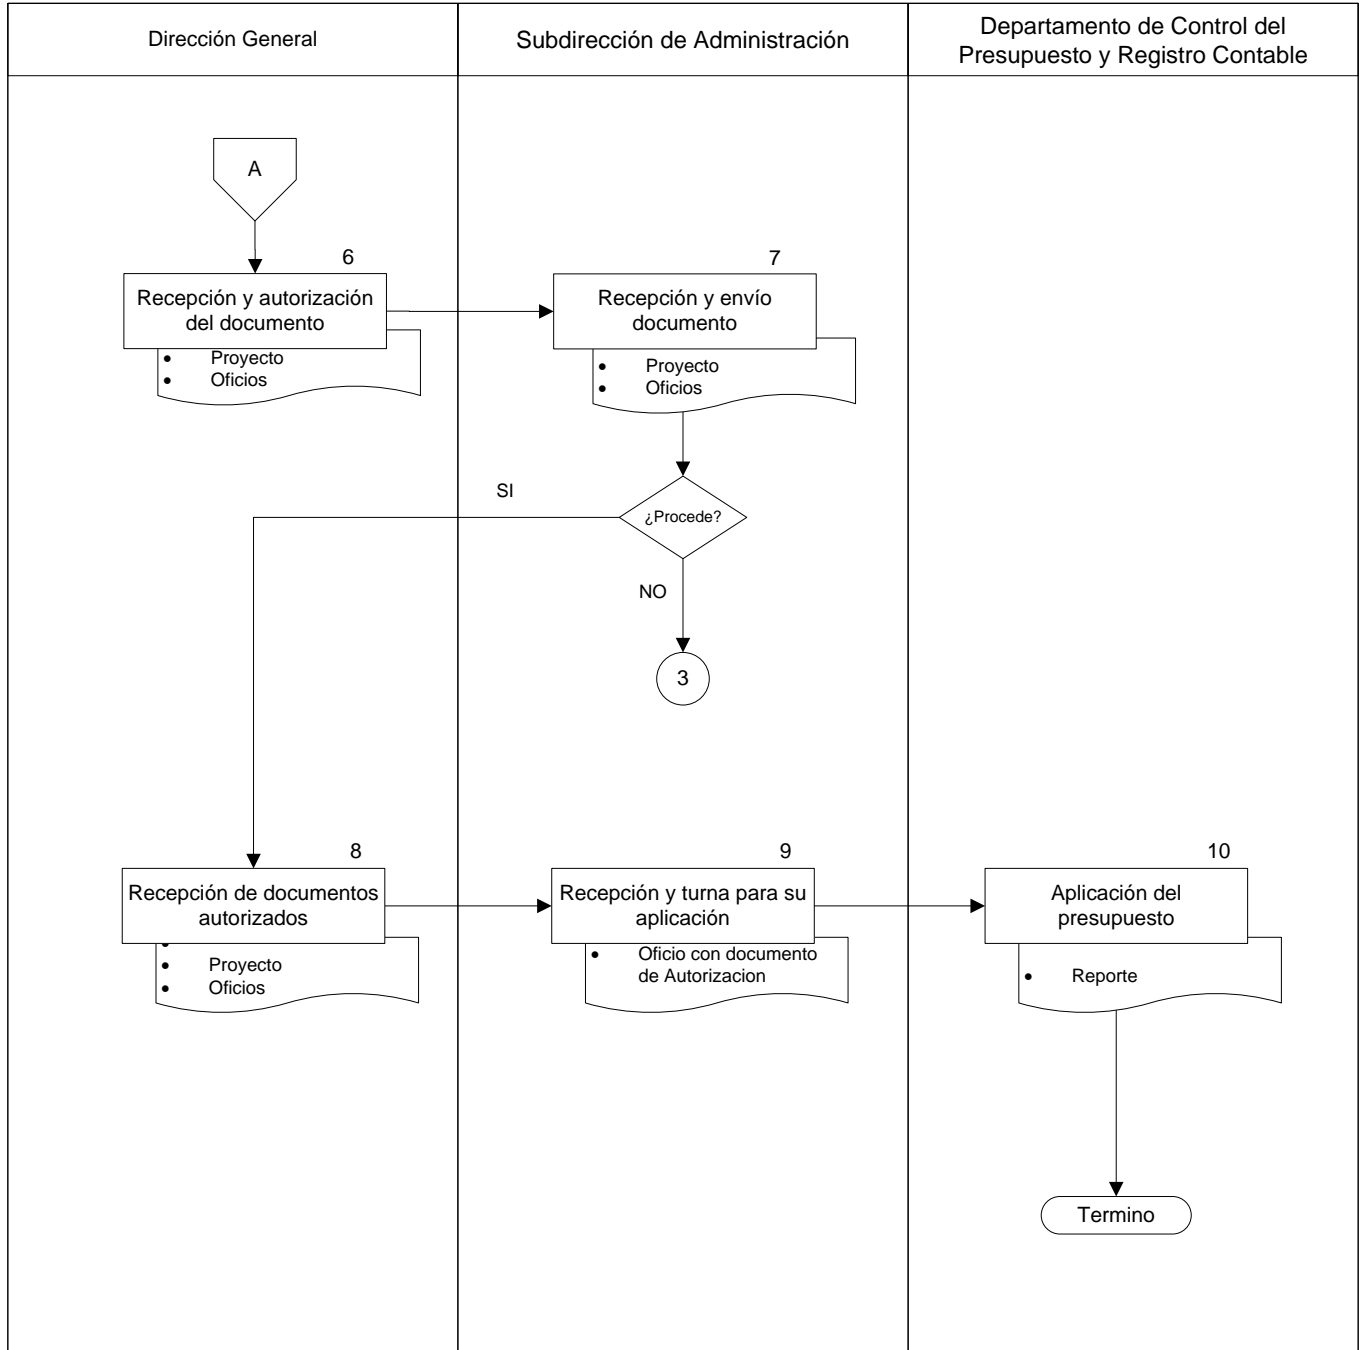 Dirección General
Subdirección de Administración
Departamento de Control del
Presupuesto y Registro Contable
A
6
Recepción y autorización
del documento
• Proyecto
• Oficios
7
Recepción y envío
documento
• Proyecto
• Oficios
¿Procede?
SI
NO
3
8
Recepción de documentos
autorizados
•
• Proyecto
• Oficios
9
Recepción y turna para su
aplicación
• Oficio con documento
de Autorizacion
10
Aplicación del
presupuesto
• Reporte
Termino